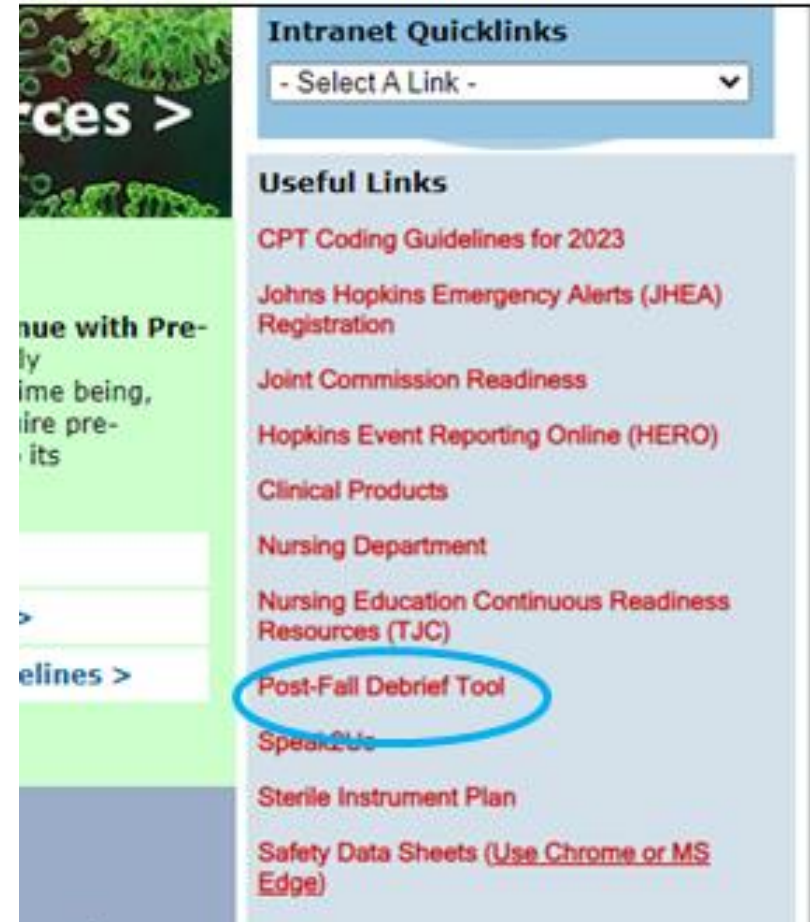 rces >
nue with Pre-
ly
ime being,
ire pre-
its
>
elines >
Intranet Quicklinks
- Select A Link -
Useful Links
CPT Coding Guidelines for 2023
Johns Hopkins Emergency Alerts (JHEA)
Registration
Joint Commission Readiness
Hopkins Event Reporting Online (HERO)
Clinical Products
Nursing Department
Nursing Education Continuous Readiness
Resources (TJC)
Post-Fall Debrief Tool
Speak2Us
Sterile Instrument Plan
Safety Data Sheets (Use Chrome or MS
Edge)